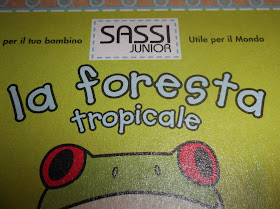 per il tuo bambino
SASSI
JUNIOR
Utile per il Mondo
la foresta
tropicale